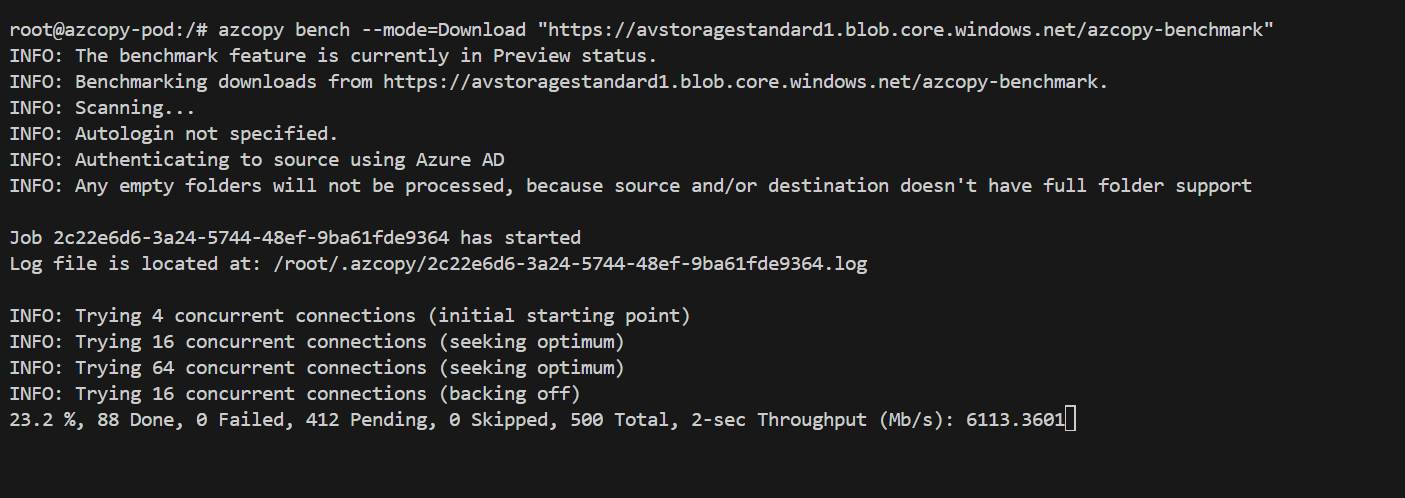 root@azcopy-pod:/# azcopy bench --mode=Download "https://avstoragestandard1.blob.core.windows.net/azcopy-benchmark"
INFO: The benchmark feature is currently in Preview status.
INFO: Benchmarking downloads from https://avstoragestandard1.blob.core.windows.net/azcopy-benchmark.
INFO: Scanning...
INFO: Autologin not specified.
INFO: Authenticating to source using Azure AD
INFO: Any empty folders will not be processed, because source and/or destination doesn't have full folder support
Job 2c22e6d6-3a24-5744-48ef-9ba61fde9364 has started
Log file is located at: /root/.azcopy/2c22e6d6-3a24-5744-48ef-9ba61fde9364.log
INFO: Trying 4 concurrent connections (initial starting point)
INFO: Trying 16 concurrent connections (seeking optimum)
INFO: Trying 64 concurrent connections (seeking optimum)
INFO: Trying 16 concurrent connections (backing off)
23.2 %, 88 Done, 0 Failed, 412 Pending, 0 Skipped, 500 Total, 2-sec Throughput (Mb/s): 6113.3601